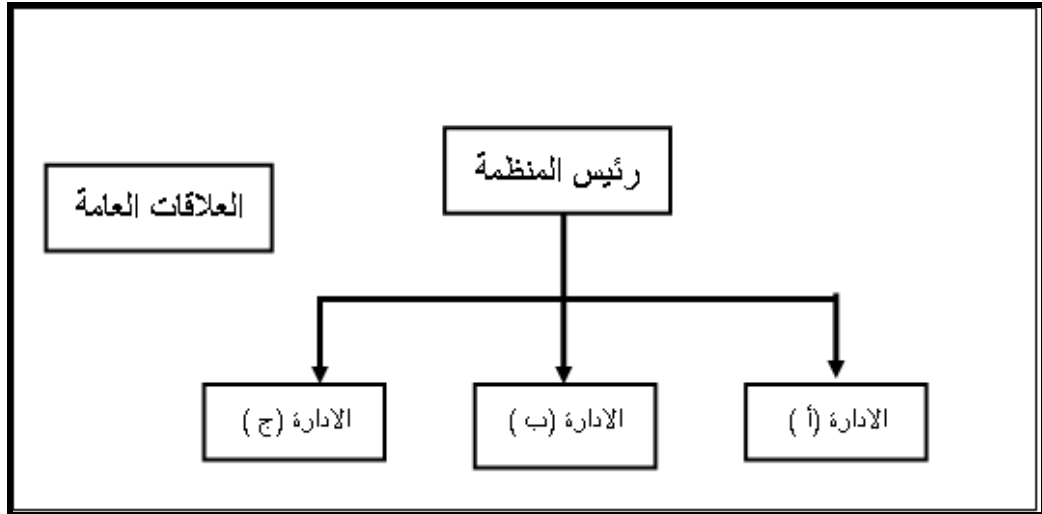 رئيس المنظمة
العلاقات العامة
الادارة (أ )
الادارة (ب )
الادارة (ج )